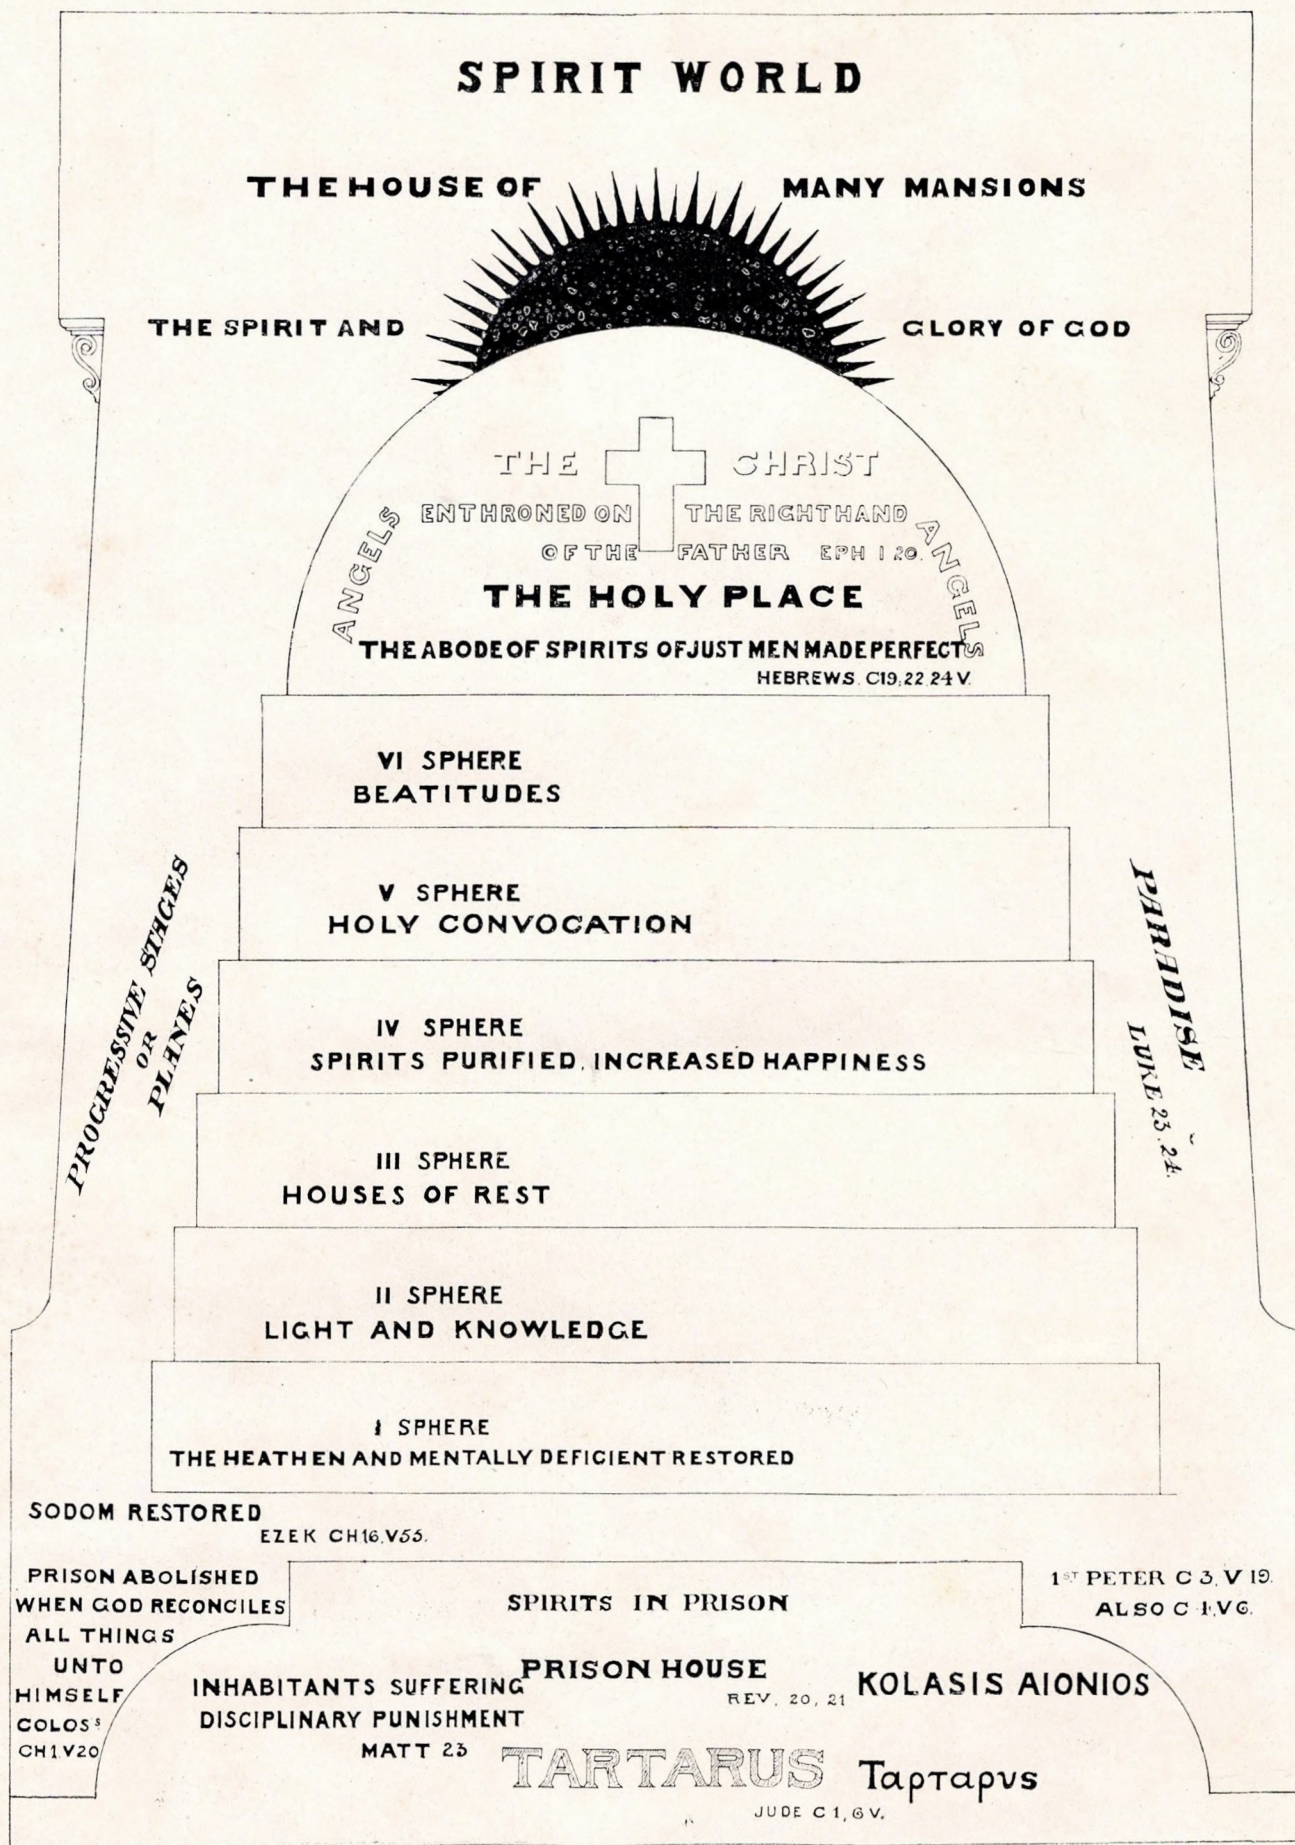 SPIRIT WORLD
THE HOUSE OF MANY MANSIONS
THE SPIRIT AND GLORY OF GOD
THE CHRIST
ENTHRONED ON THE RIGHT HAND
OF THE FATHER EPH 1 20.
ANGELS
ANGELS
THE HOLY PLACE
THE ABODE OF SPIRITS OF JUST MEN MADE PERFECT
HEBREWS. C19;22.24V.
VI SPHERE
BEATITUDES
V SPHERE
HOLY CONVOCATION
IV SPHERE
SPIRITS PURIFIED, INCREASED HAPPINESS
III SPHERE
HOUSES OF REST
II SPHERE
LIGHT AND KNOWLEDGE
I SPHERE
THE HEATHEN AND MENTALLY DEFICIENT RESTORED
PROGRESSIVE STAGES
OR
PLANES
PARADISE
LUKE 23.24.
SODOM RESTORED
EZEK CH16.V55.
PRISON ABOLISHED
WHEN GOD RECONCILES
ALL THINGS
UNTO
HIMSELF
COLOSS
CH1.V20
SPIRITS IN PRISON
1ST PETER C 3, V 19.
ALSO C 4, V 6.
PRISON HOUSE
REV. 20, 21
INHABITANTS SUFFERING
DISCIPLINARY PUNISHMENT
MATT 23
KOLASIS AIONIOS
TARTARUS Ταρταρυς
JUDE C 1, 6 V.